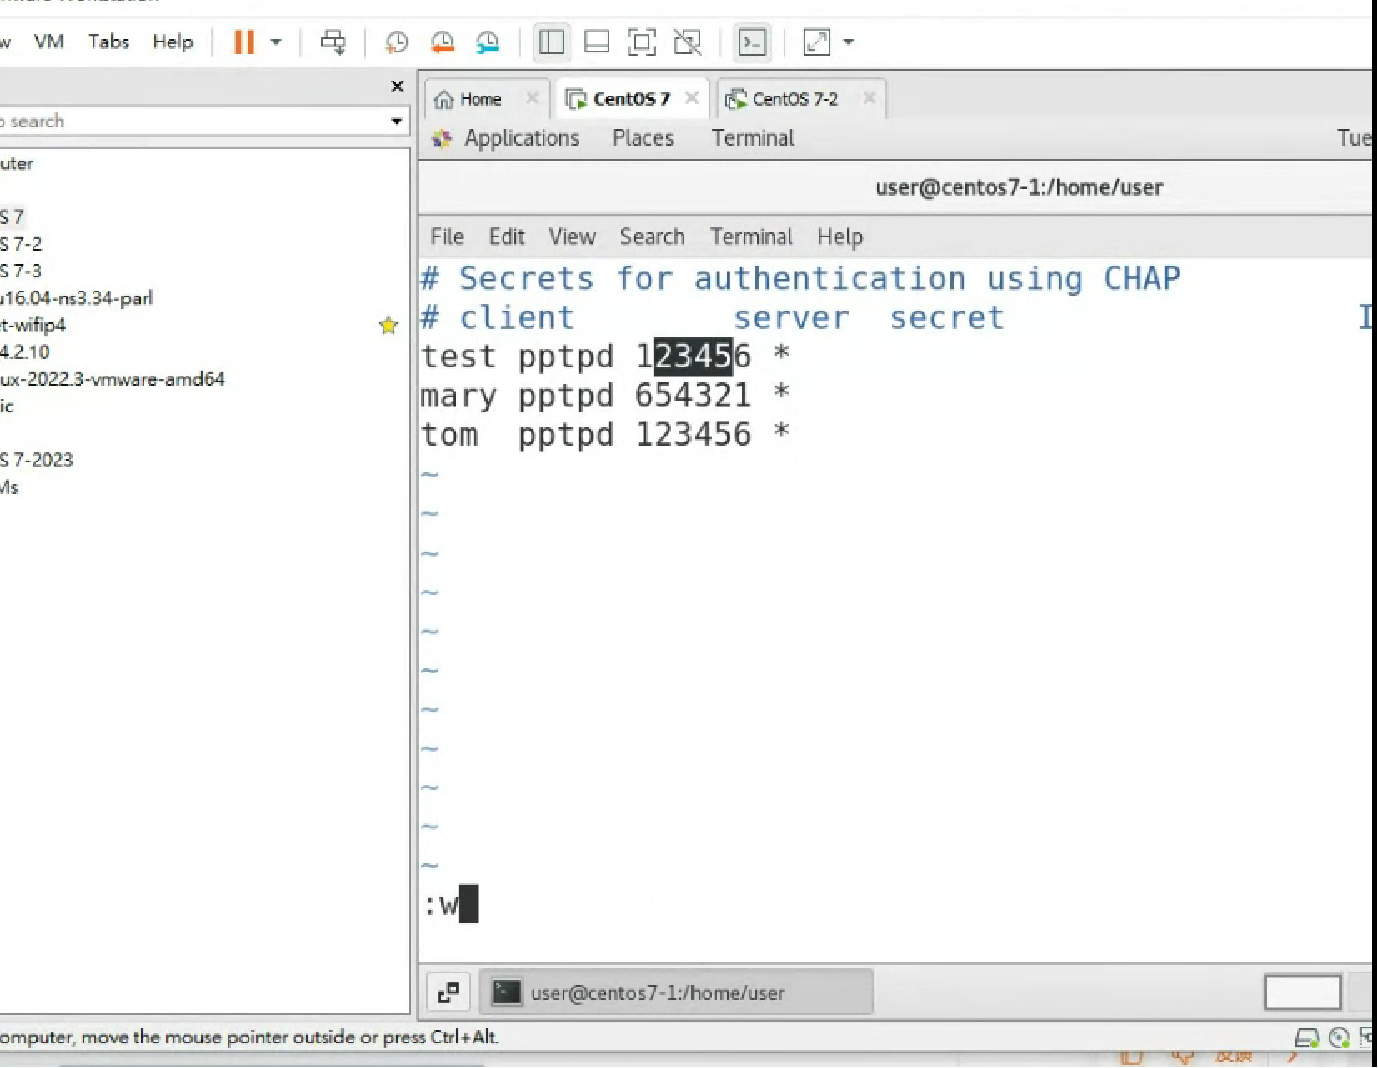 VM Tabs Help
search
Home CentOS 7 CentOS 7-2
Applications Places Terminal Tue
user@centos7-1:/home/user
uter
S 7
S 7-2
S 7-3
u16.04-ns3.34-parl
t-wifip4
4.2.10
ux-2022.3-vmware-amd64
ic
S 7-2023
Ms
File Edit View Search Terminal Help
# Secrets for authentication using CHAP
# client server secret I
test pptpd 123456 *
mary pptpd 654321 *
tom pptpd 123456 *
~
~
~
~
~
~
~
~
~
~
~
:w
user@centos7-1:/home/user
omputer, move the mouse pointer outside or press Ctrl+Alt.